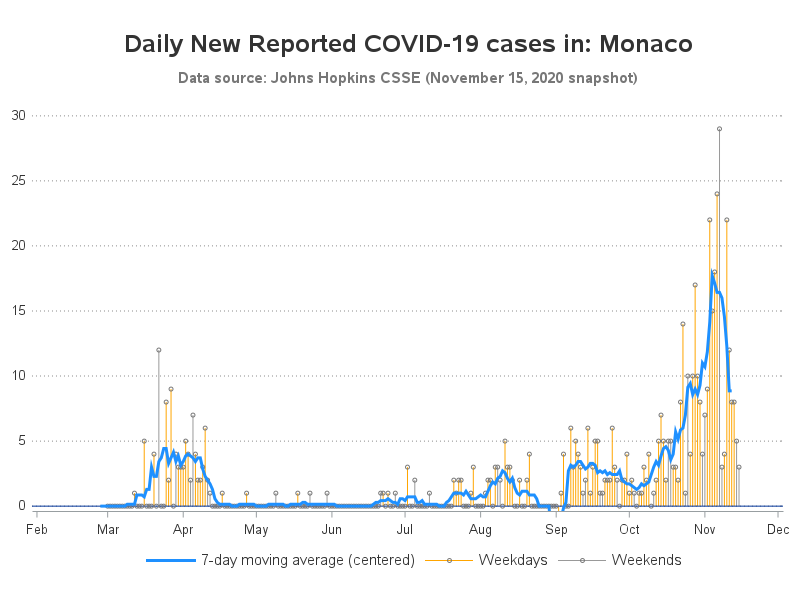 Daily New Reported COVID-19 cases in: Monaco
Data source: Johns Hopkins CSSE (November 15, 2020 snapshot)
30
25
20
15
10
5
0
Feb Mar Apr May Jun Jul Aug Sep Oct Nov Dec
7-day moving average (centered) Weekdays Weekends